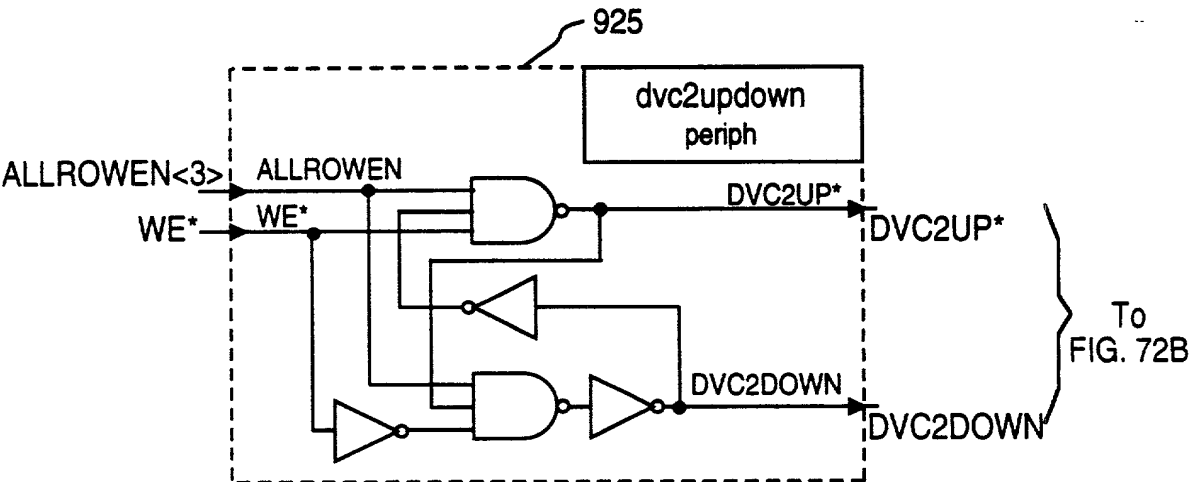 925
dvc2updown
periph
ALLROWEN<3>
ALLROWEN
WE*
WE*
DVC2UP*
DVC2UP*
To
FIG. 72B
DVC2DOWN
DVC2DOWN